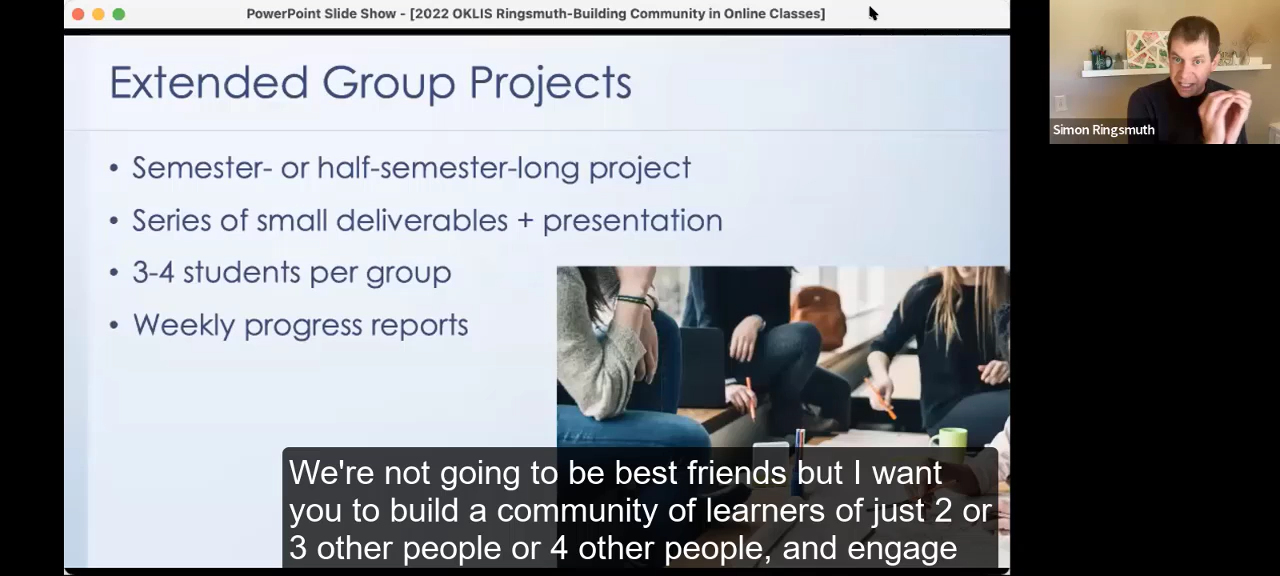 PowerPoint Slide Show - [2022 OKLIS Ringsmuth-Building Community in Online Classes]
Extended Group Projects
• Semester- or half-semester-long project
• Series of small deliverables + presentation
• 3-4 students per group
• Weekly progress reports
We're not going to be best friends but I want
you to build a community of learners of just 2 or
3 other people or 4 other people, and engage
Simon Ringsmuth